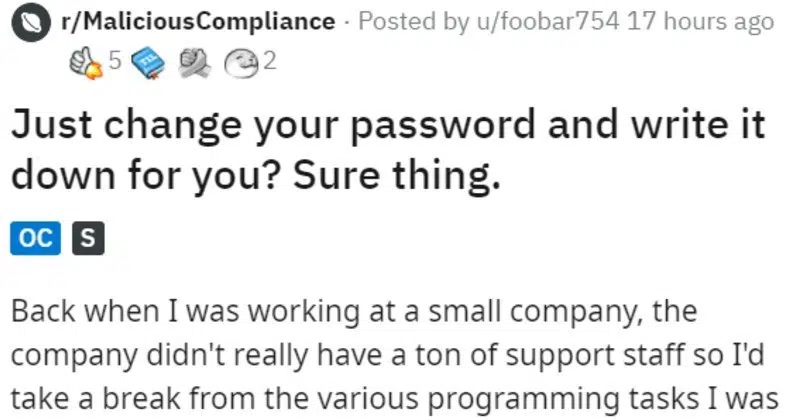 r/MaliciousCompliance · Posted by u/foobar754 17 hours ago
5 TIL 2
Just change your password and write it
down for you? Sure thing.
OC S
Back when I was working at a small company, the
company didn't really have a ton of support staff so I'd
take a break from the various programming tasks I was